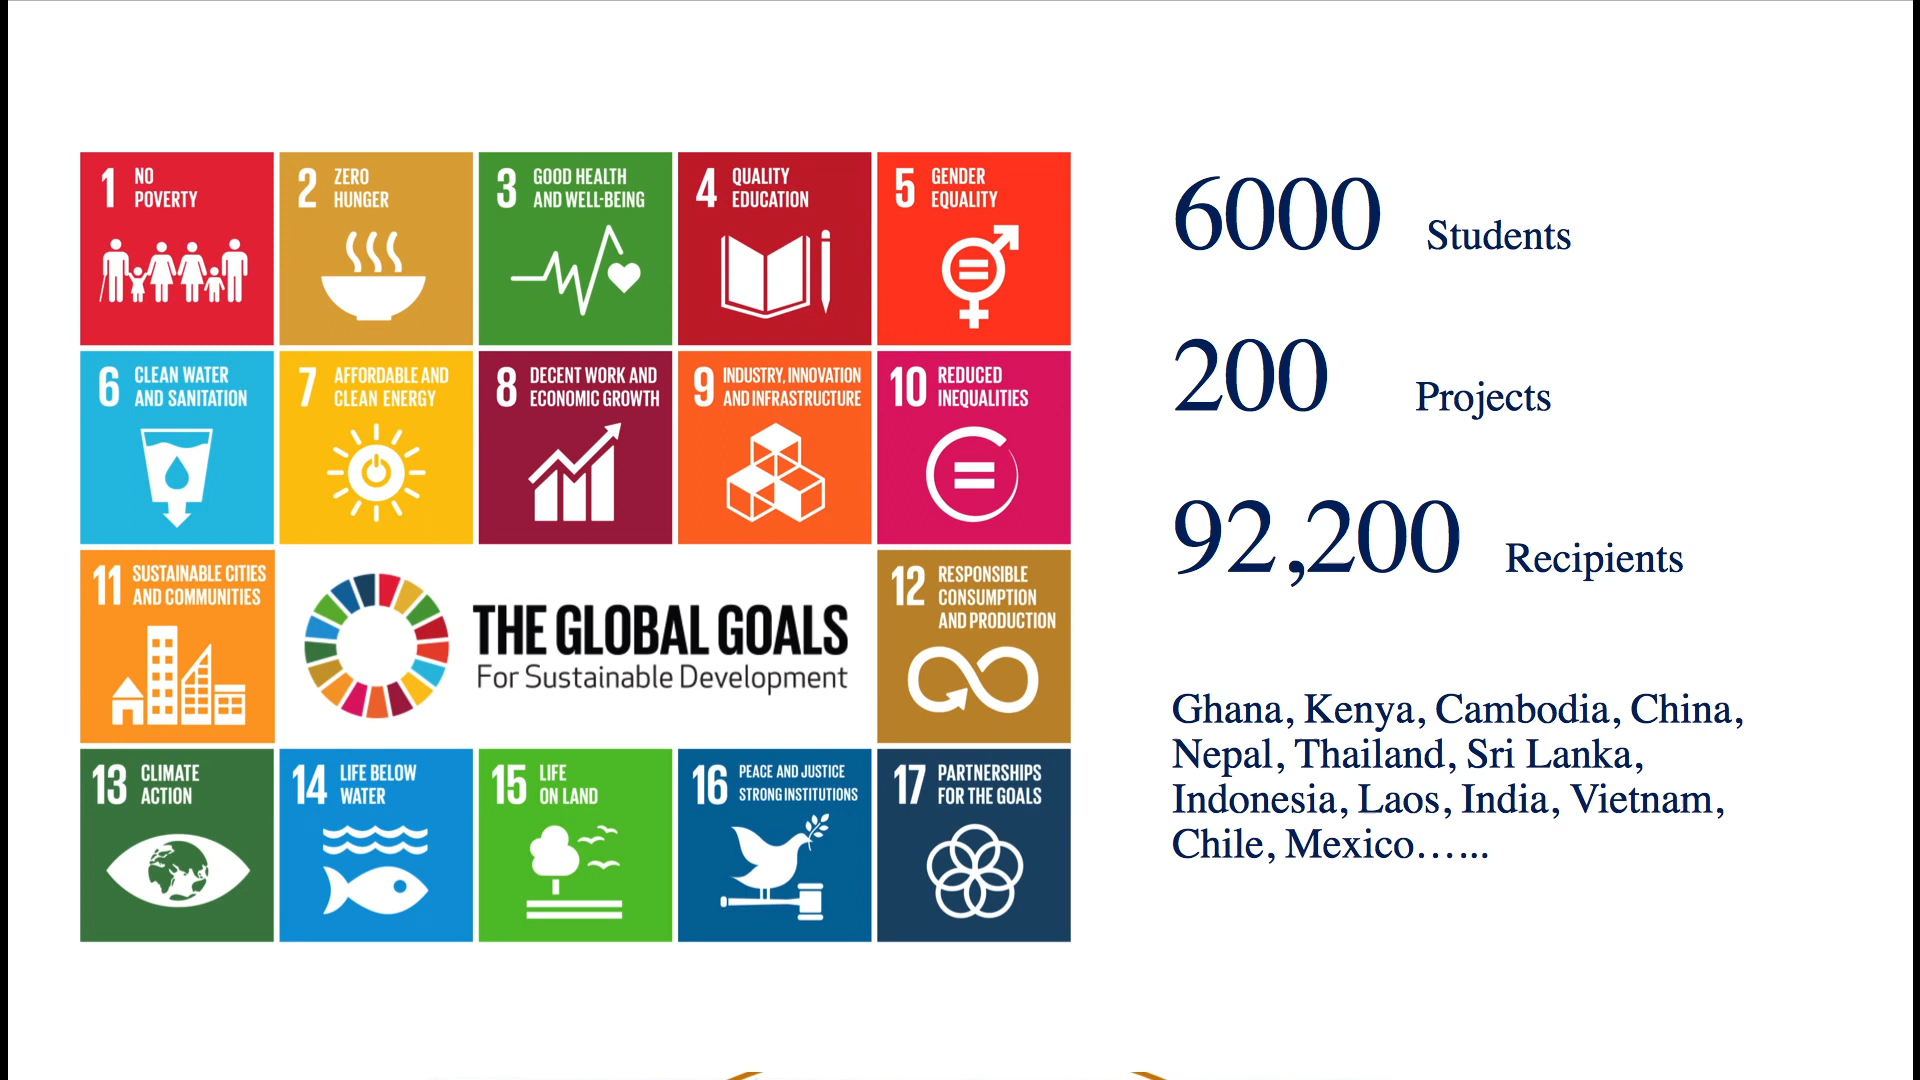 1 NO
POVERTY
2 ZERO
HUNGER
3 GOOD HEALTH
AND WELL-BEING
4 QUALITY
EDUCATION
5 GENDER
EQUALITY
6 CLEAN WATER
AND SANITATION
7 AFFORDABLE AND
CLEAN ENERGY
8 DECENT WORK AND
ECONOMIC GROWTH
9 INDUSTRY, INNOVATION
AND INFRASTRUCTURE
10 REDUCED
INEQUALITIES
11 SUSTAINABLE CITIES
AND COMMUNITIES
THE GLOBAL GOALS
For Sustainable Development
12 RESPONSIBLE
CONSUMPTION
AND PRODUCTION
13 CLIMATE
ACTION
14 LIFE BELOW
WATER
15 LIFE
ON LAND
16 PEACE AND JUSTICE
STRONG INSTITUTIONS
17 PARTNERSHIPS
FOR THE GOALS
6000 Students
200 Projects
92,200 Recipients
Ghana, Kenya, Cambodia, China,
Nepal, Thailand, Sri Lanka,
Indonesia, Laos, India, Vietnam,
Chile, Mexico…...